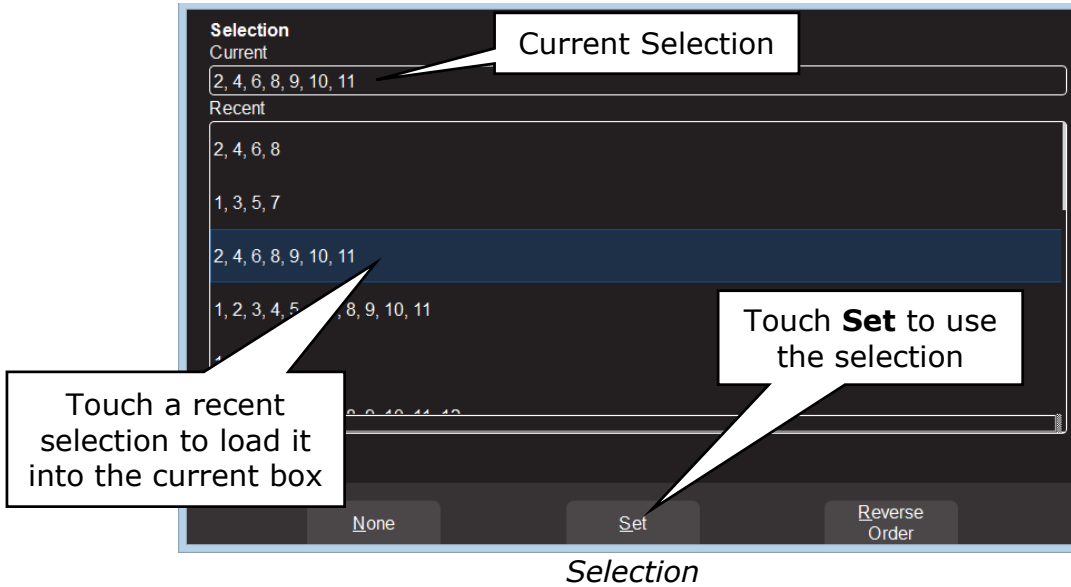 Selection
Current
Current Selection
2, 4, 6, 8, 9, 10, 11
Recent
2, 4, 6, 8
1, 3, 5, 7
2, 4, 6, 8, 9, 10, 11
1, 2, 3, 4, 5 , 8, 9, 10, 11
Touch Set to use
the selection
Touch a recent
selection to load it
into the current box
None
Set
Reverse
Order
Selection